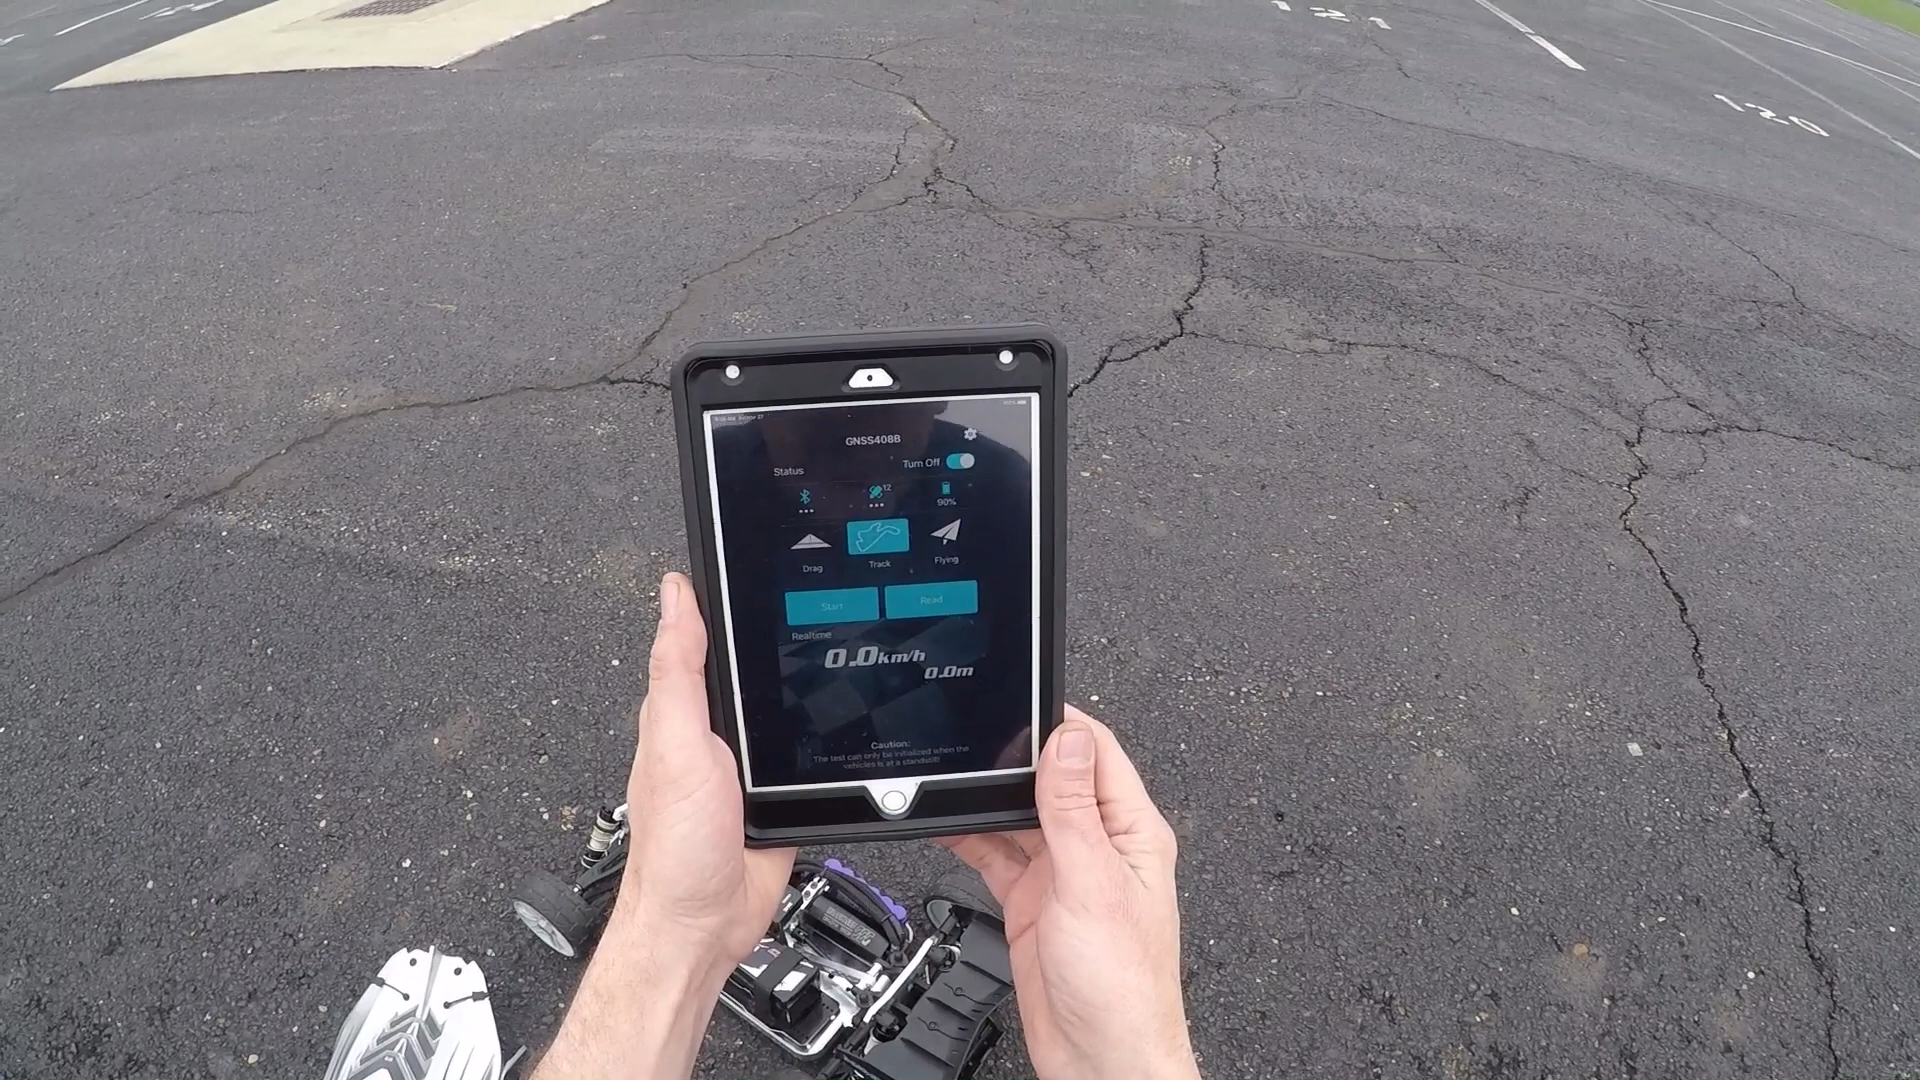 121
120
GNSS408B
Turn Off
Status
12
90%
Drag
Track
Flying
Start
Read
Realtime
0.0km/h
0.0m
Caution:
The test can only be initialized when the
vehicles is at a standstill!